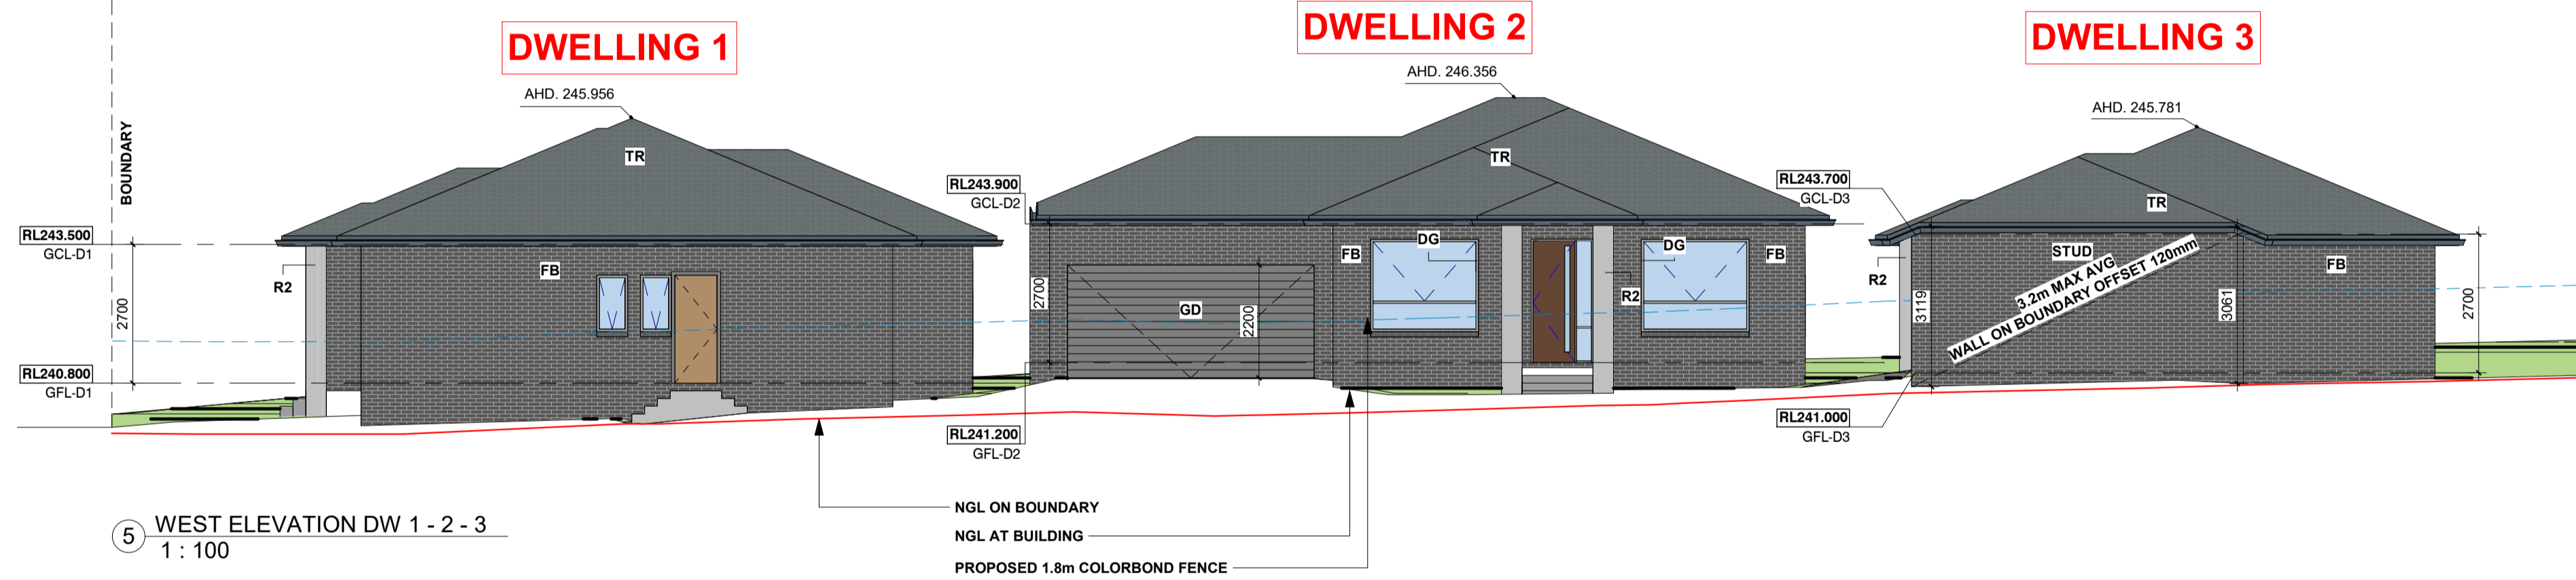 DWELLING 1
DWELLING 2
DWELLING 3
AHD. 245.956
AHD. 246.356
AHD. 245.781
BOUNDARY
TR
TR
TR
RL243.500
GCL-D1
RL243.900
GCL-D2
RL243.700
GCL-D3
2700
R2
FB
2700
GD
2200
FB
DG
R2
DG
FB
R2
3119
STUD
3.2m MAX AVG
WALL ON BOUNDARY OFFSET 120mm
3061
FB
2700
RL240.800
GFL-D1
RL241.200
GFL-D2
RL241.000
GFL-D3
NGL ON BOUNDARY
NGL AT BUILDING
PROPOSED 1.8m COLORBOND FENCE
5 WEST ELEVATION DW 1 - 2 - 3
1 : 100